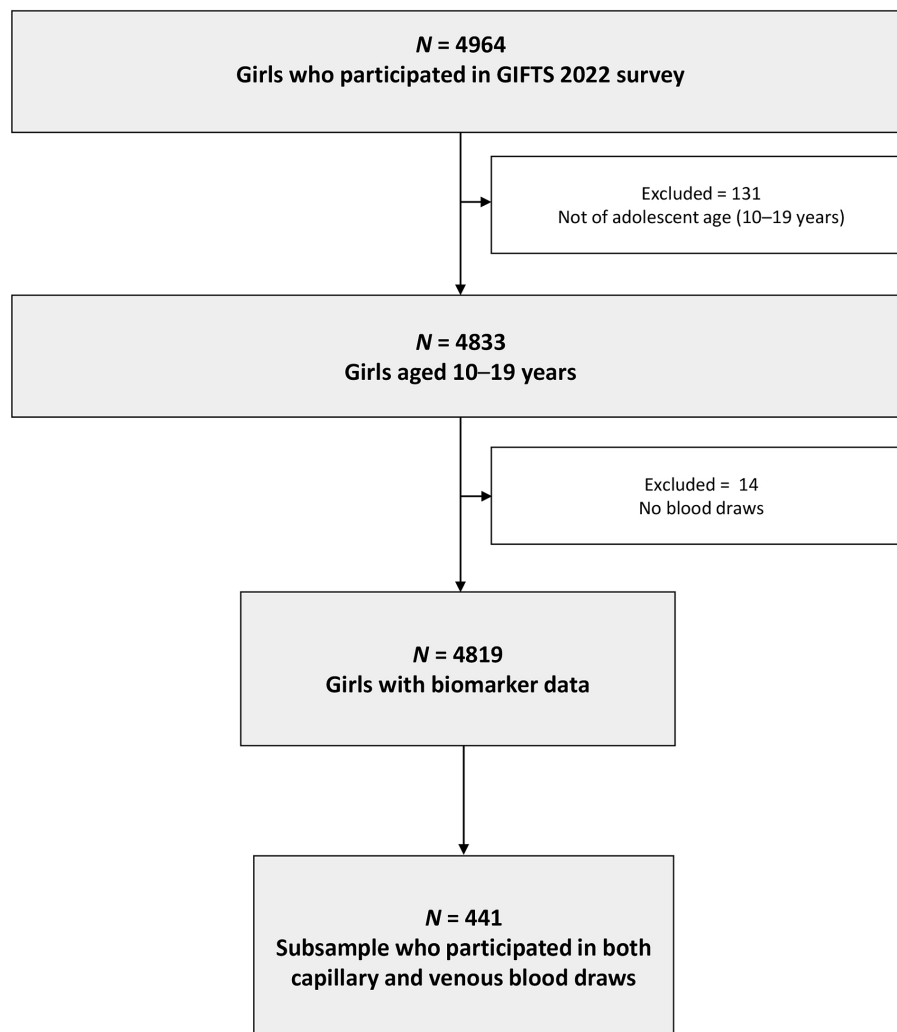 N = 4964
Girls who participated in GIFTS 2022 survey
Excluded = 131
Not of adolescent age (10–19 years)
N = 4833
Girls aged 10–19 years
Excluded =  14
No blood draws
N = 4819
Girls with biomarker data
N = 441
Subsample who participated in both
capillary and venous blood draws